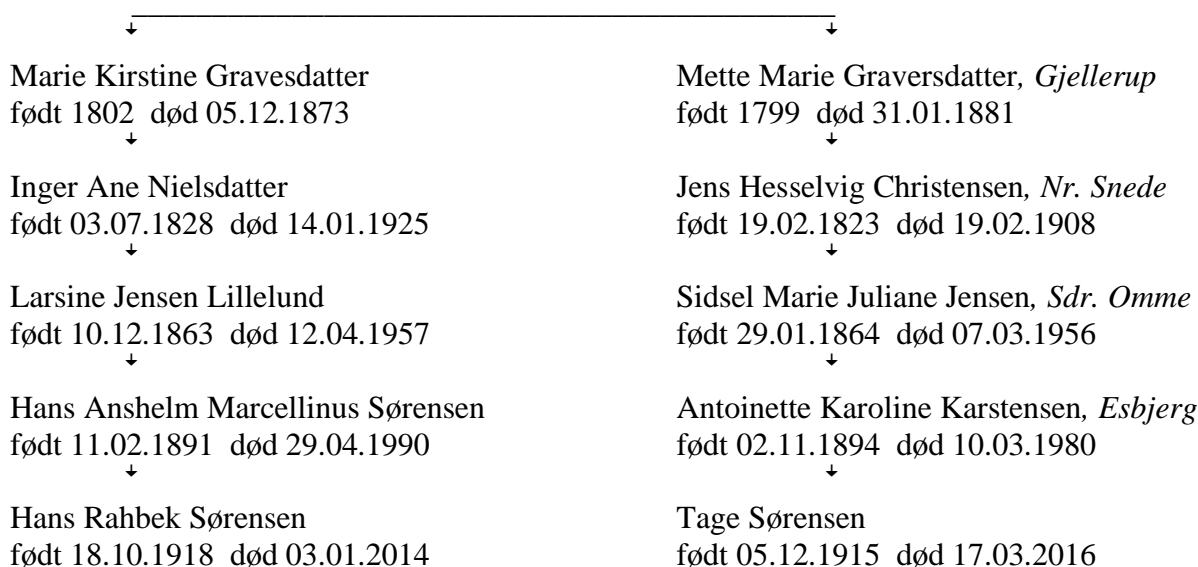 Marie Kirstine Gravesdatter
født 1802 død 05.12.1873
Inger Ane Nielsdatter
født 03.07.1828 død 14.01.1925
Larsine Jensen Lillelund
født 10.12.1863 død 12.04.1957
Hans Anshelm Marcellinus Sørensen
født 11.02.1891 død 29.04.1990
Hans Rahbek Sørensen
født 18.10.1918 død 03.01.2014
Mette Marie Graversdatter, Gjellerup
født 1799 død 31.01.1881
Jens Hesselvig Christensen, Nr. Snede
født 19.02.1823 død 19.02.1908
Sidsel Marie Juliane Jensen, Sdr. Omme
født 29.01.1864 død 07.03.1956
Antoinette Karoline Karstensen, Esbjerg
født 02.11.1894 død 10.03.1980
Tage Sørensen
født 05.12.1915 død 17.03.2016